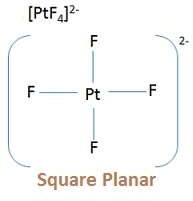 [PtF₄]²⁻
2-
F
F Pt F
F
Square Planar